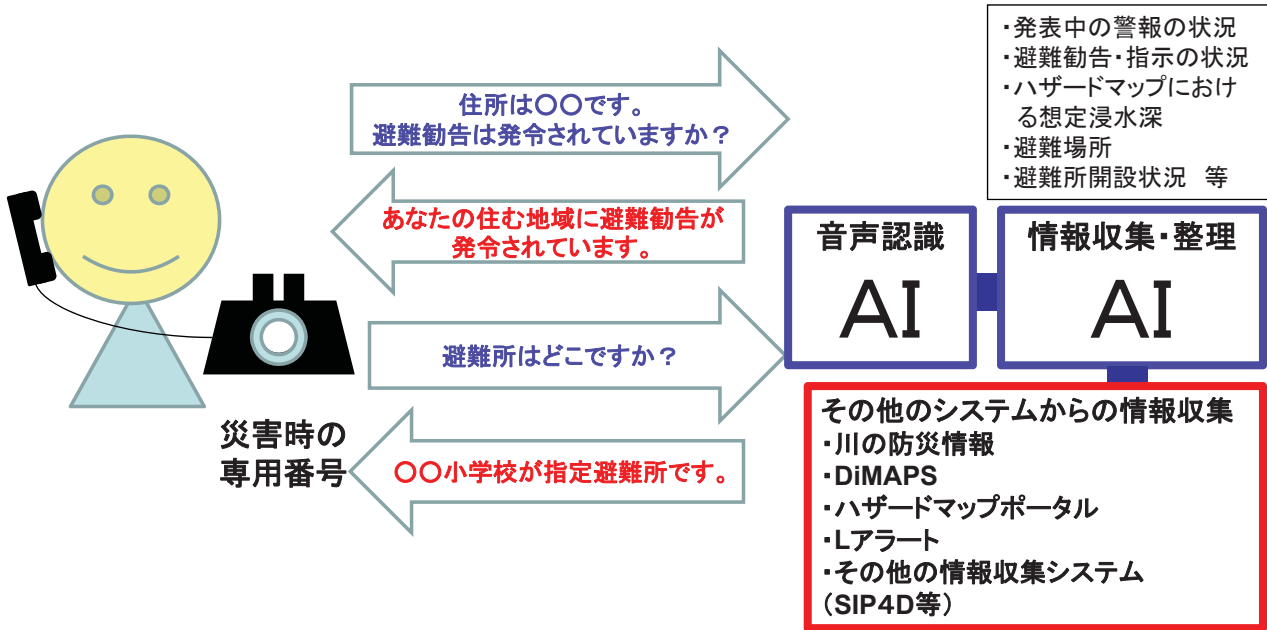 ・発表中の警報の状況
・避難勧告・指示の状況
・ハザードマップにおけ
る想定浸水深
・避難場所
・避難所開設状況　等
住所は〇〇です。
避難勧告は発令されていますか？
あなたの住む地域に避難勧告が
発令されています。
避難所はどこですか？
〇〇小学校が指定避難所です。
災害時の
専用番号
音声認識
AI
情報収集・整理
AI
その他のシステムからの情報収集
・川の防災情報
・DiMAPS
・ハザードマップポータル
・Lアラート
・その他の情報収集システム
（SIP４D等）